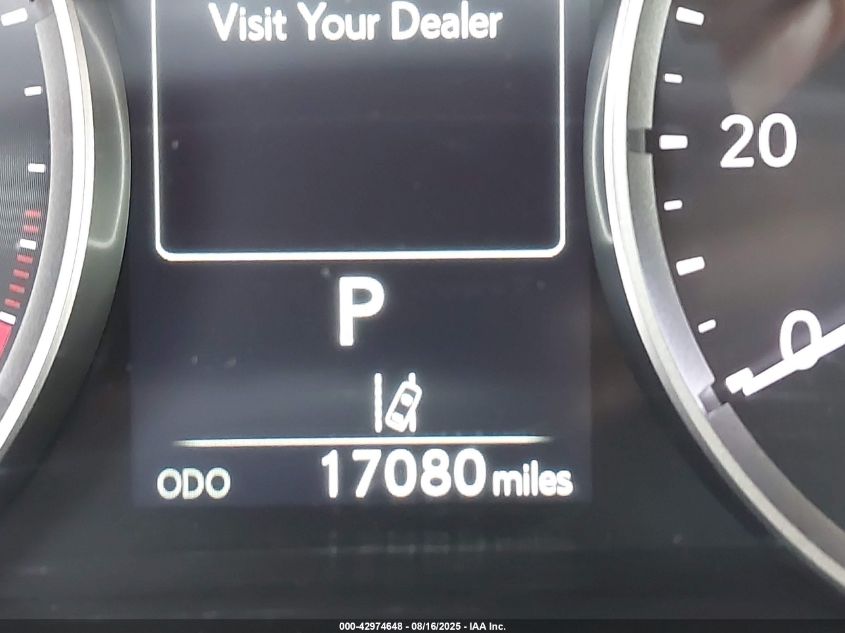 Visit Your Dealer
20
P
0
ODO 17080 miles
000-42974648 - 08/16/2025 - IAA Inc.